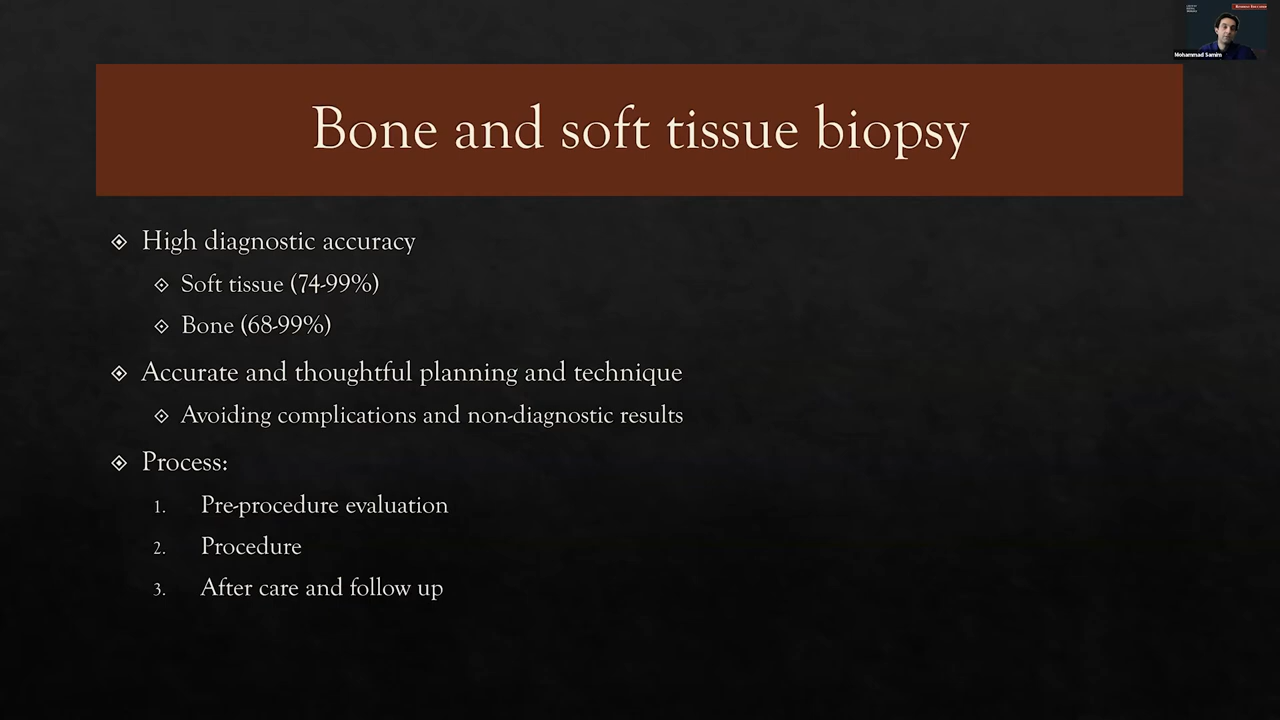 Mohammad Samim
Bone and soft tissue biopsy
High diagnostic accuracy
Soft tissue (74-99%)
Bone (68-99%)
Accurate and thoughtful planning and technique
Avoiding complications and non-diagnostic results
Process:
1. Pre-procedure evaluation
2. Procedure
3. After care and follow up